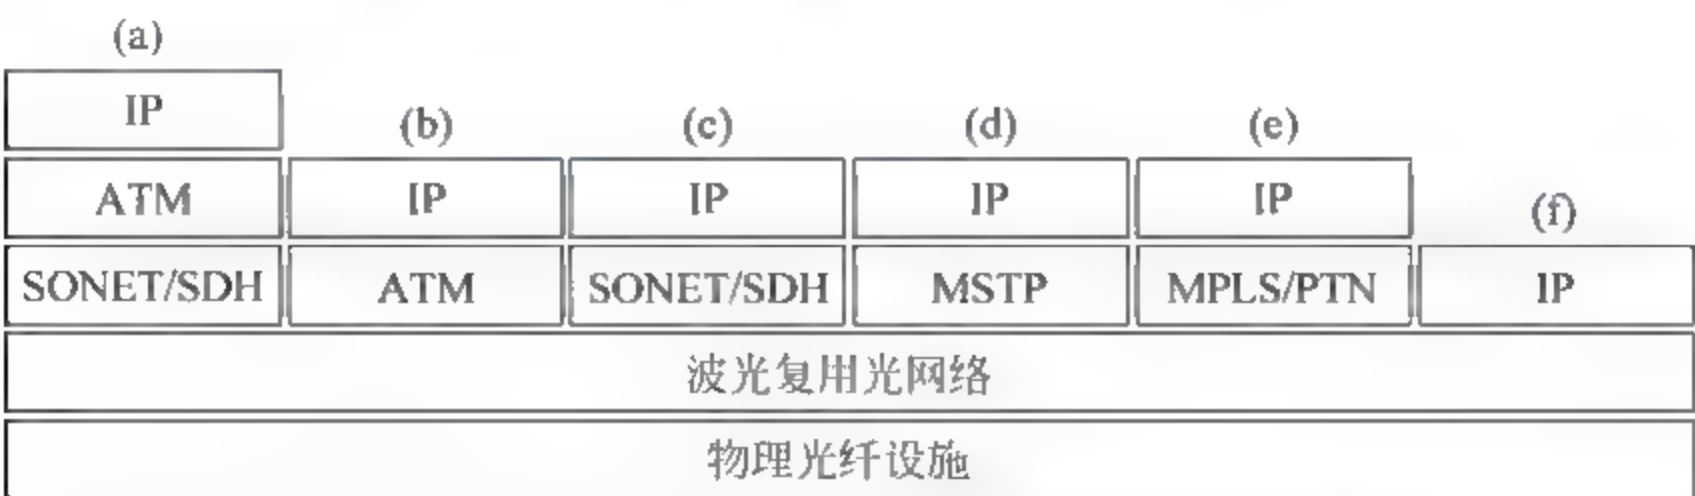 (a)
IP
(b) (c) (d) (e)
ATM IP IP IP IP
(f)
SONET/SDH ATM SONET/SDH MSTP MPLS/PTN IP
波光复用光网络
物理光纤设施